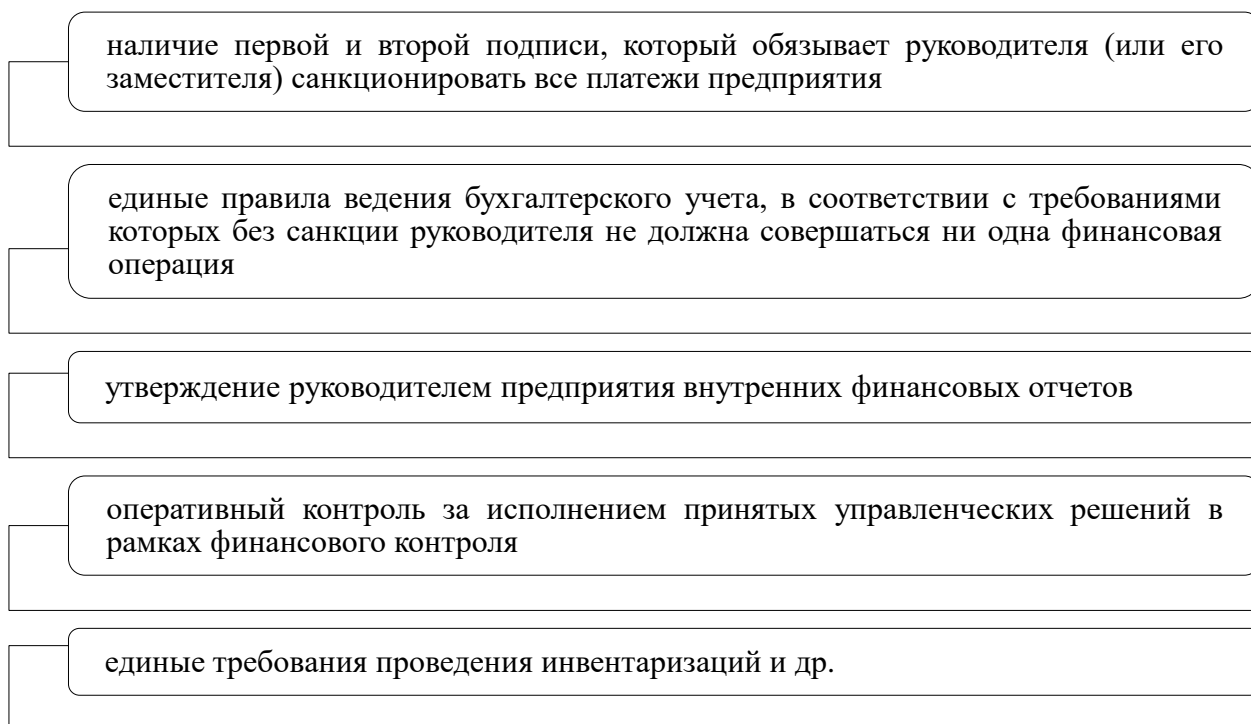 наличие первой и второй подписи, который обязывает руководителя (или его
заместителя) санкционировать все платежи предприятия
единые правила ведения бухгалтерского учета, в соответствии с требованиями
которых без санкции руководителя не должна совершаться ни одна финансовая
операция
утверждение руководителем предприятия внутренних финансовых отчетов
оперативный контроль за исполнением принятых управленческих решений в
рамках финансового контроля
единые требования проведения инвентаризаций и др.